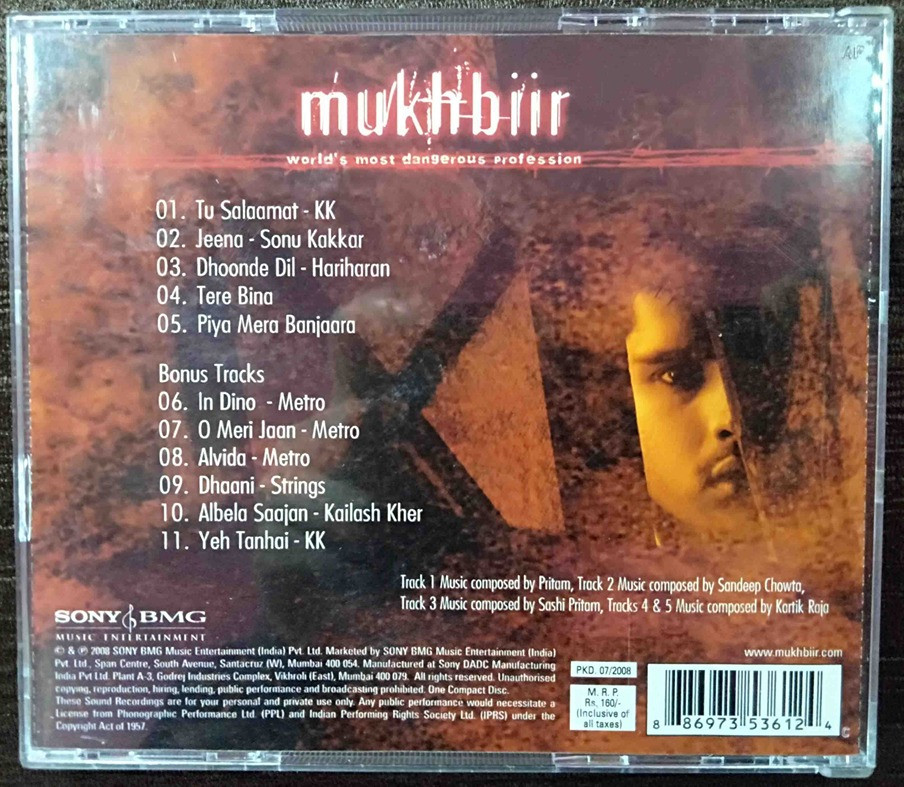 mukhbiir
world's most dangerous profession
01. Tu Salaamat - KK
02. Jeena - Sonu Kakkar
03. Dhoonde Dil - Hariharan
04. Tere Bina
05. Piya Mera Banjaara
Bonus Tracks
06. In Dino - Metro
07. O Meri Jaan - Metro
08. Alvida - Metro
09. Dhaani - Strings
10. Albela Saajan - Kailash Kher
11. Yeh Tanhai - KK
Track 1 Music composed by Pritam, Track 2 Music composed by Sandeep Chowta,
Track 3 Music composed by Sashi Pritam, Tracks 4 & 5 Music composed by Kartik Raja
SONY BMG
MUSIC ENTERTAINMENT
© & ℗ 2008 SONY BMG Music Entertainment (India) Pvt. Ltd. Marketed by SONY BMG Music Entertainment (India)
Pvt. Ltd., Span Centre, South Avenue, Santacruz (W), Mumbai 400 054. Manufactured at Sony DADC Manufacturing
India Pvt Ltd. Plant A-3, Godrej Industries Complex, Vikhroli (East), Mumbai 400 079. All rights reserved. Unauthorised
copying, reproduction, hiring, lending, public performance and broadcasting prohibited. One Compact Disc.
These Sound Recordings are for your personal and private use only. Any public performance would necessitate a
License from Phonographic Performance Ltd. (PPL) and Indian Performing Rights Society Ltd. (IPRS) under the
Copyright Act of 1957.
www.mukhbiir.com
PKD. 07/2008
M. R. P.
Rs. 160/-
(Inclusive of
all taxes)
8 86973 53612 4